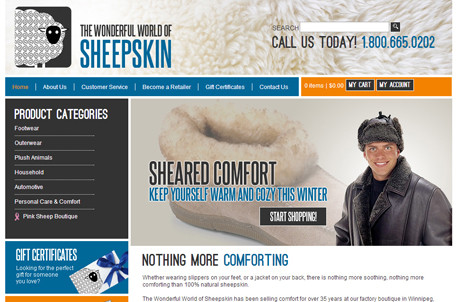 THE WONDERFUL WORLD OF
SHEEPSKIN
SEARCH
CALL US TODAY! 1.800.665.0202
Home | About Us | Customer Service | Become a Retailer | Gift Certificates | Contact Us
0 items | $0.00 MY CART MY ACCOUNT
PRODUCT CATEGORIES
Footwear
Outerwear
Plush Animals
Household
Automotive
Personal Care & Comfort
Pink Sheep Boutique
SHEARED COMFORT
KEEP YOURSELF WARM AND COZY THIS WINTER
START SHOPPING!
GIFT CERTIFICATES
Looking for the perfect
gift for someone
you love?
NOTHING MORE COMFORTING
Whether wearing slippers on your feet, or a jacket on your back, there is nothing more soothing, nothing more
comforting than 100% natural sheepskin.
The Wonderful World of Sheepskin has been selling comfort for over 35 years at our factory boutique in Winnipeg,